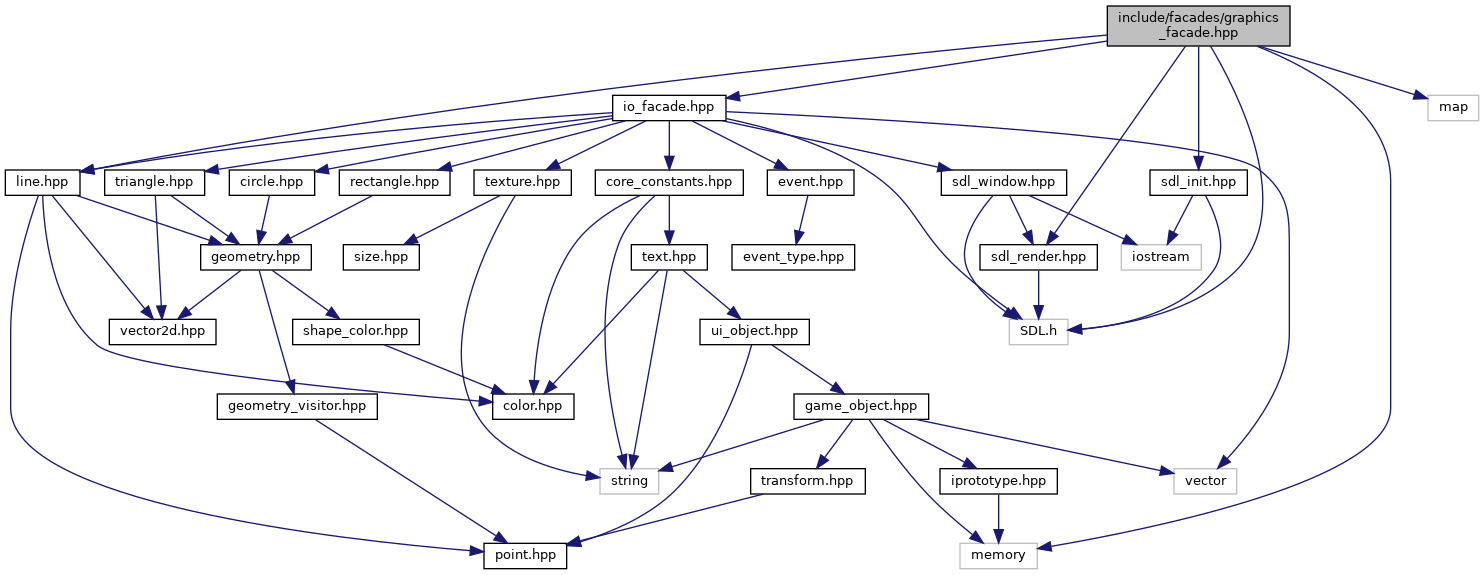 include/facades/graphics
_facade.hpp
io_facade.hpp
map
line.hpp
triangle.hpp
circle.hpp
rectangle.hpp
texture.hpp
core_constants.hpp
event.hpp
sdl_window.hpp
sdl_init.hpp
geometry.hpp
size.hpp
text.hpp
event_type.hpp
sdl_render.hpp
iostream
vector2d.hpp
shape_color.hpp
ui_object.hpp
SDL.h
geometry_visitor.hpp
color.hpp
game_object.hpp
string
transform.hpp
iprototype.hpp
vector
point.hpp
memory